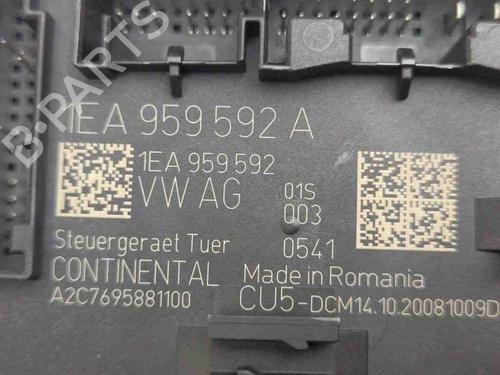 1EA 959 592 A
1EA 959 592
VW AG 01S
003
Steuergeraet Tuer 0541
CONTINENTAL Made in Romania
A2C7695881100 CU5-DCM14.10.20081009D